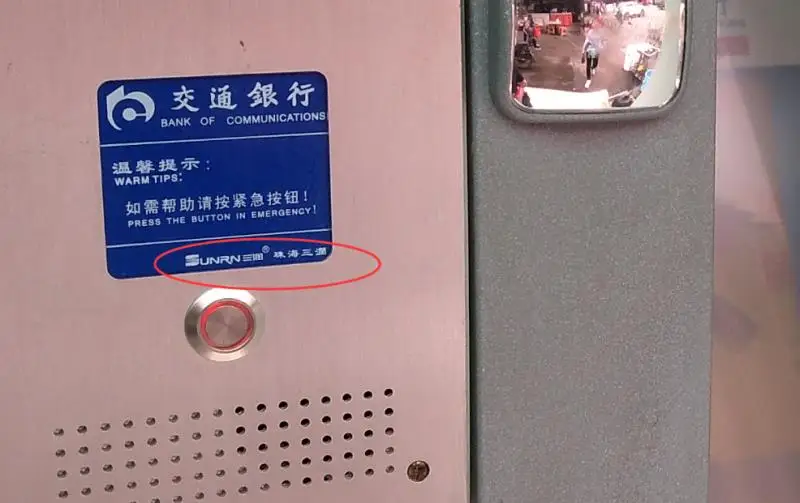 交通銀行
BANK OF COMMUNICATIONS
温馨提示:
WARM TIPS:
如需帮助请按紧急按钮!
PRESS THE BUTTON IN EMERGENCY!
SUNRN三润® 珠海三润